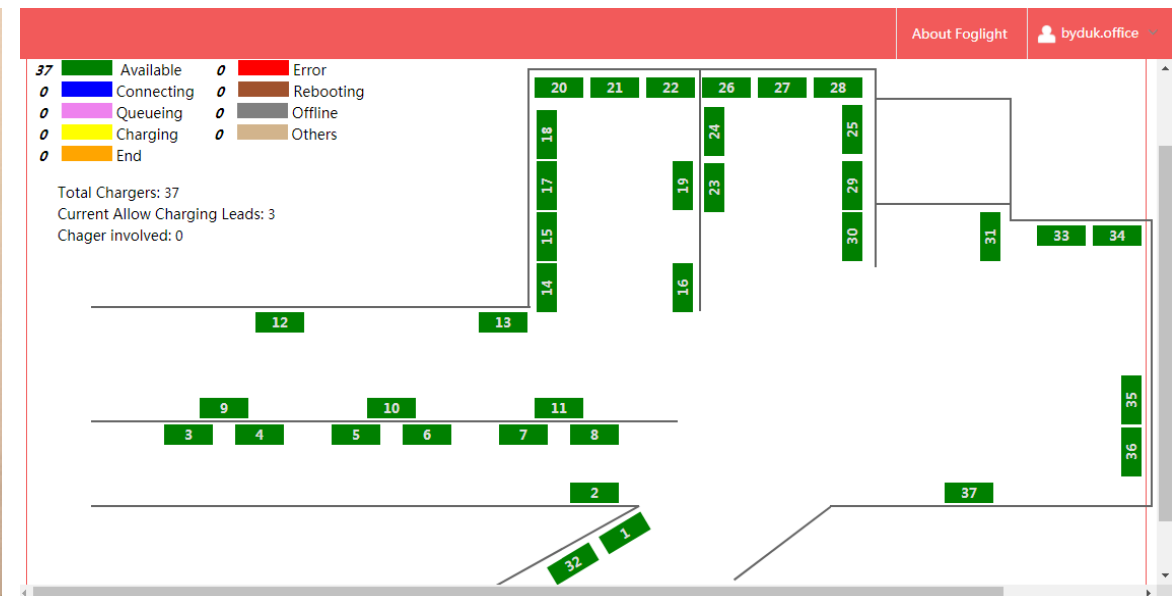 About Foglight byduk.office
37 Available 0 Error
0 Connecting 0 Rebooting
0 Queueing 0 Offline
0 Charging 0 Others
0 End
Total Chargers: 37
Current Allow Charging Leads: 3
Chager involved: 0
20 21 22 26 27 28
18 24 25
17 19 23 29
15 30 31 33 34
14 16
12 13
35
9 10 11
3 4 5 6 7 8
36
2 37
1
32